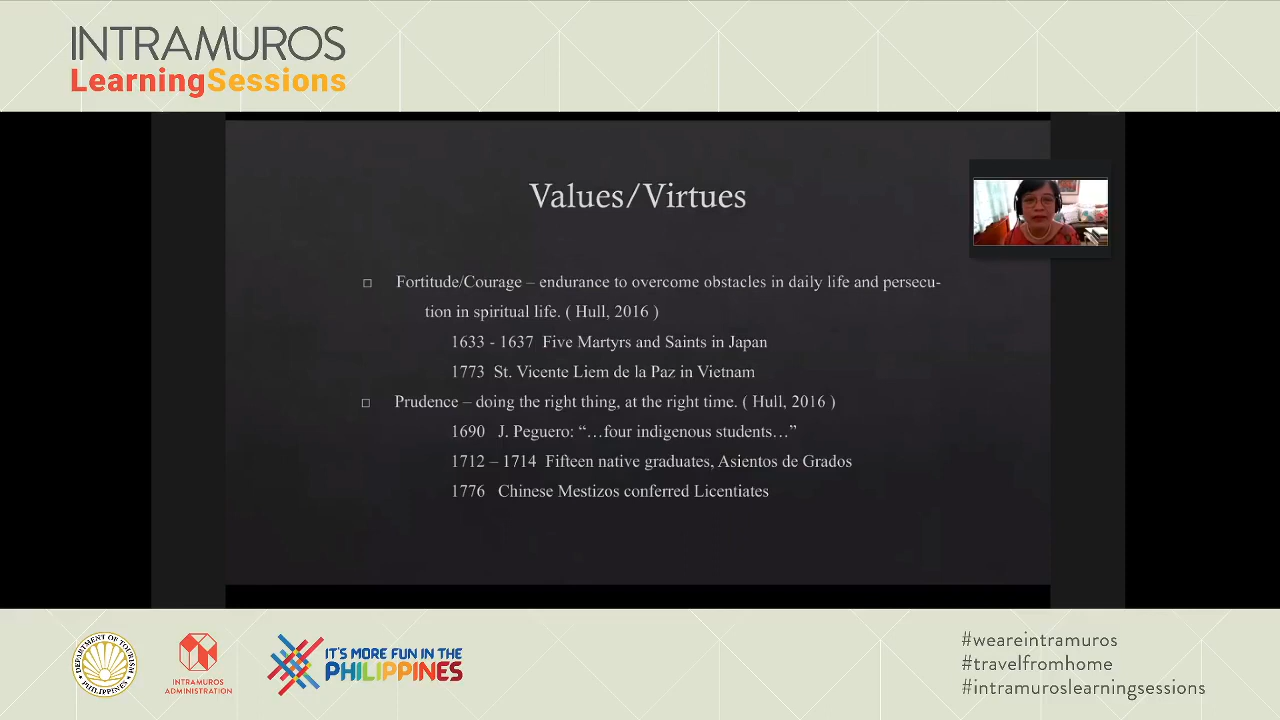 INTRAMUROS
LearningSessions
Values/Virtues
Fortitude/Courage – endurance to overcome obstacles in daily life and persecu-
tion in spiritual life. ( Hull, 2016 )
1633 - 1637 Five Martyrs and Saints in Japan
1773 St. Vicente Liem de la Paz in Vietnam
Prudence – doing the right thing, at the right time. ( Hull, 2016 )
1690 J. Peguero: “…four indigenous students…”
1712 – 1714 Fifteen native graduates, Asientos de Grados
1776 Chinese Mestizos conferred Licentiates
DEPARTMENT OF TOURISM
PHILIPPINES
INTRAMUROS
ADMINISTRATION
IT'S MORE FUN IN THE
PHILIPPINES
#weareintramuros
#travelfromhome
#intramuroslearningsessions